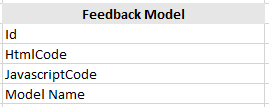 Feedback Model
Id
HtmlCode
JavascriptCode
Model Name